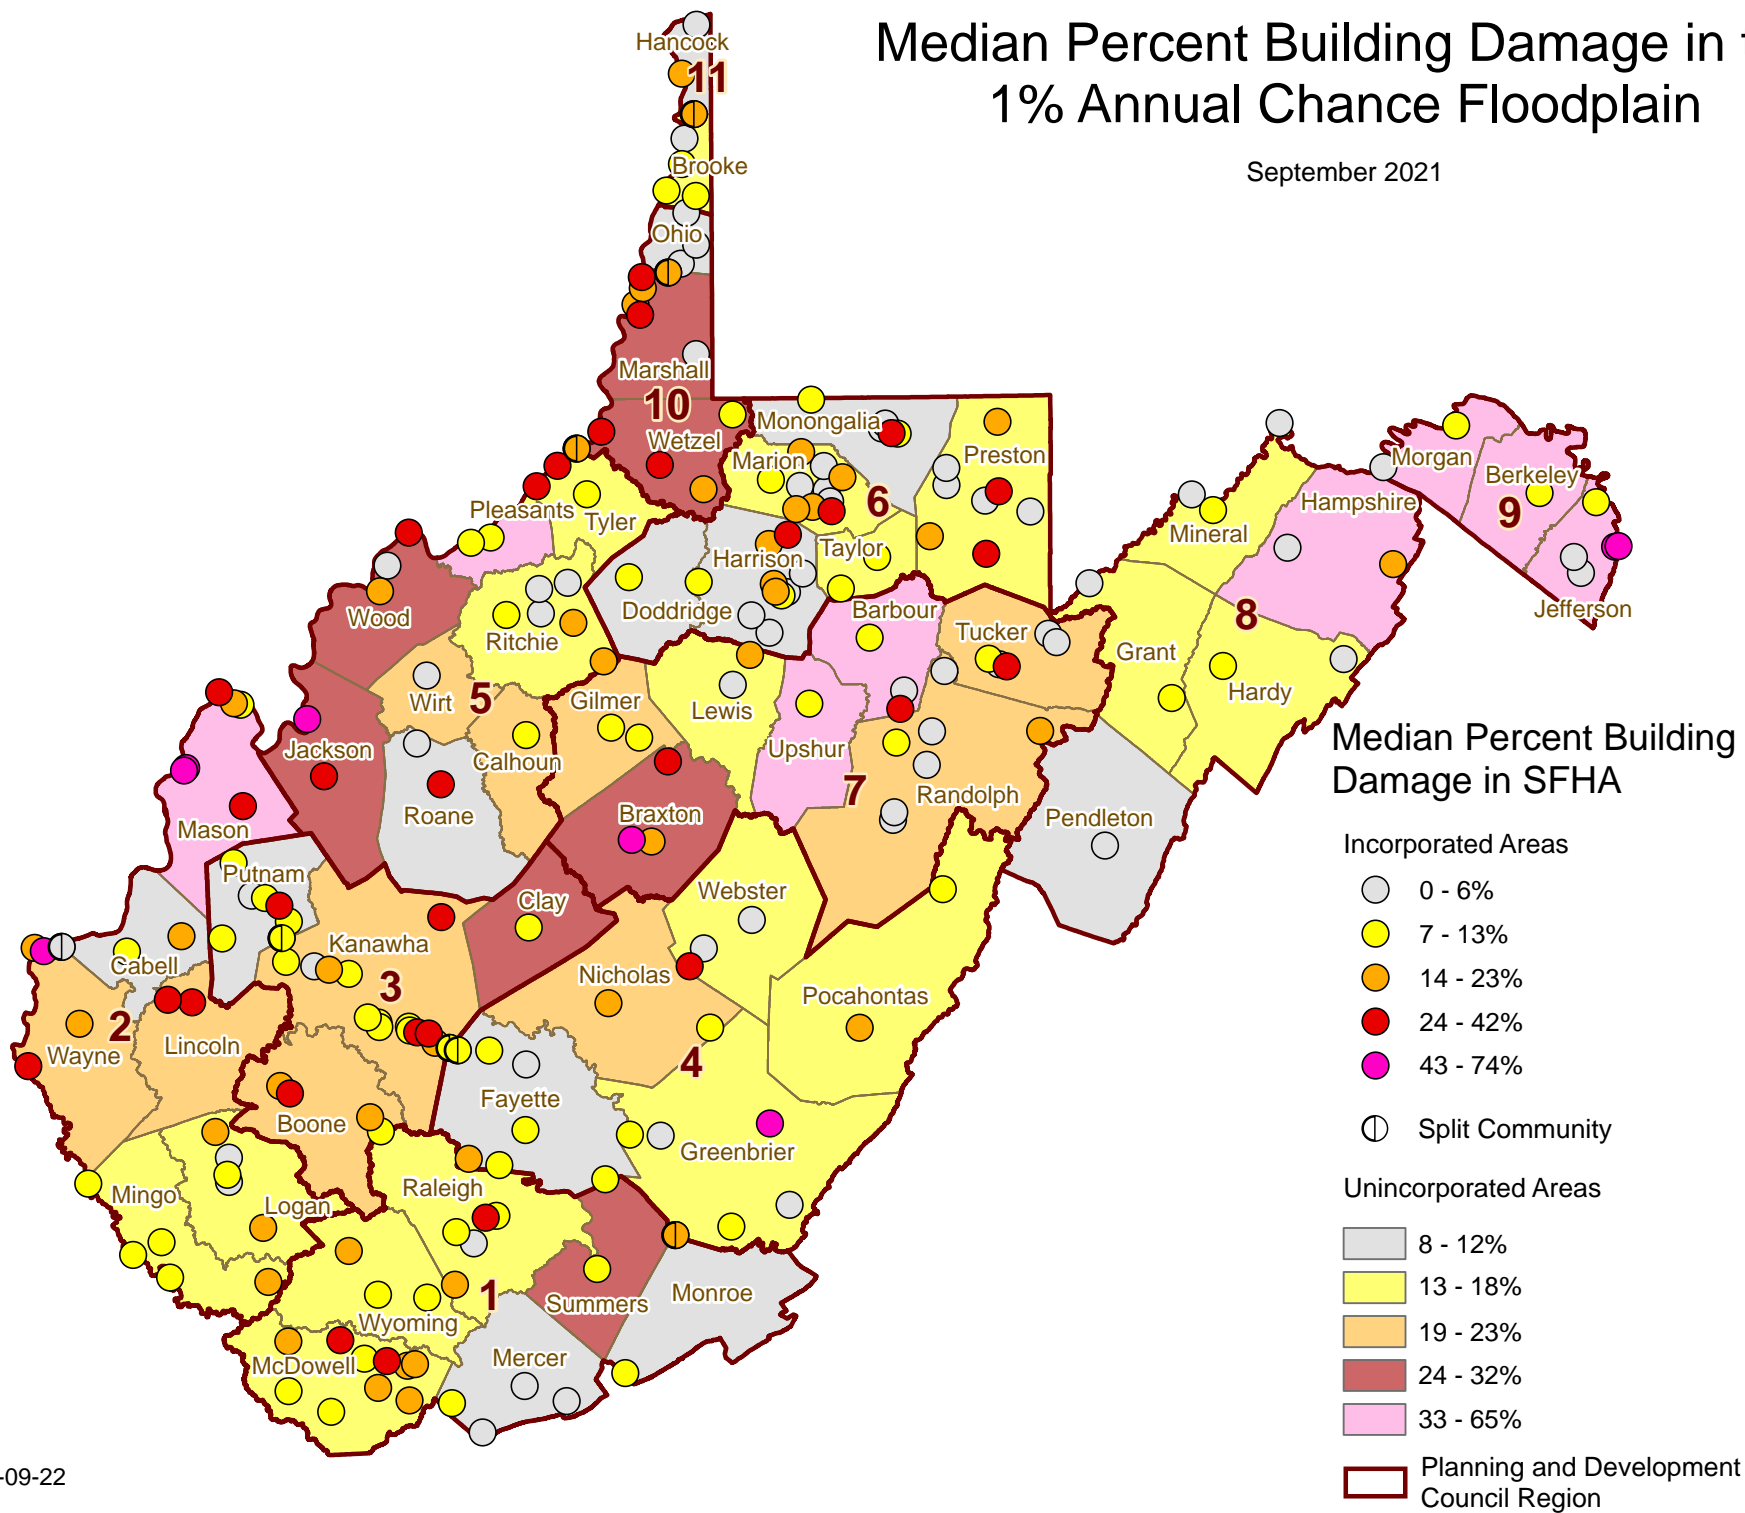 Median Percent Building Damage in
1% Annual Chance Floodplain
September 2021
Hancock
11
Brooke
Ohio
Marshall
10
Wetzel
Monongalia
Marion
Preston
6
Morgan
Berkeley
9
Hampshire
Mineral
Jefferson
Pleasants
Tyler
Harrison
Taylor
Doddridge
Barbour
8
Wood
Ritchie
Tucker
Grant
Hardy
Wirt
5
Gilmer
Lewis
Jackson
Calhoun
Upshur
7
Randolph
Roane
Braxton
Pendleton
Mason
Putnam
Clay
Webster
Kanawha
Cabell
3
Nicholas
Pocahontas
2
Wayne
Lincoln
4
Fayette
Boone
Greenbrier
Mingo
Logan
Raleigh
1
Summers
Monroe
Wyoming
McDowell
Mercer
Median Percent Building
Damage in SFHA
Incorporated Areas
0 - 6%
7 - 13%
14 - 23%
24 - 42%
43 - 74%
Split Community
Unincorporated Areas
8 - 12%
13 - 18%
19 - 23%
24 - 32%
33 - 65%
Planning and Development
Council Region
-09-22